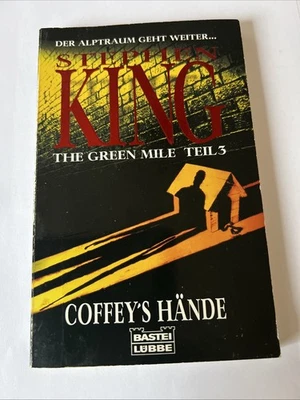 DER ALPTRAUM GEHT WEITER...
STEPHEN
KING
THE GREEN MILE TEIL 3
COFFEY'S HÄNDE
BASTEI
LÜBBE